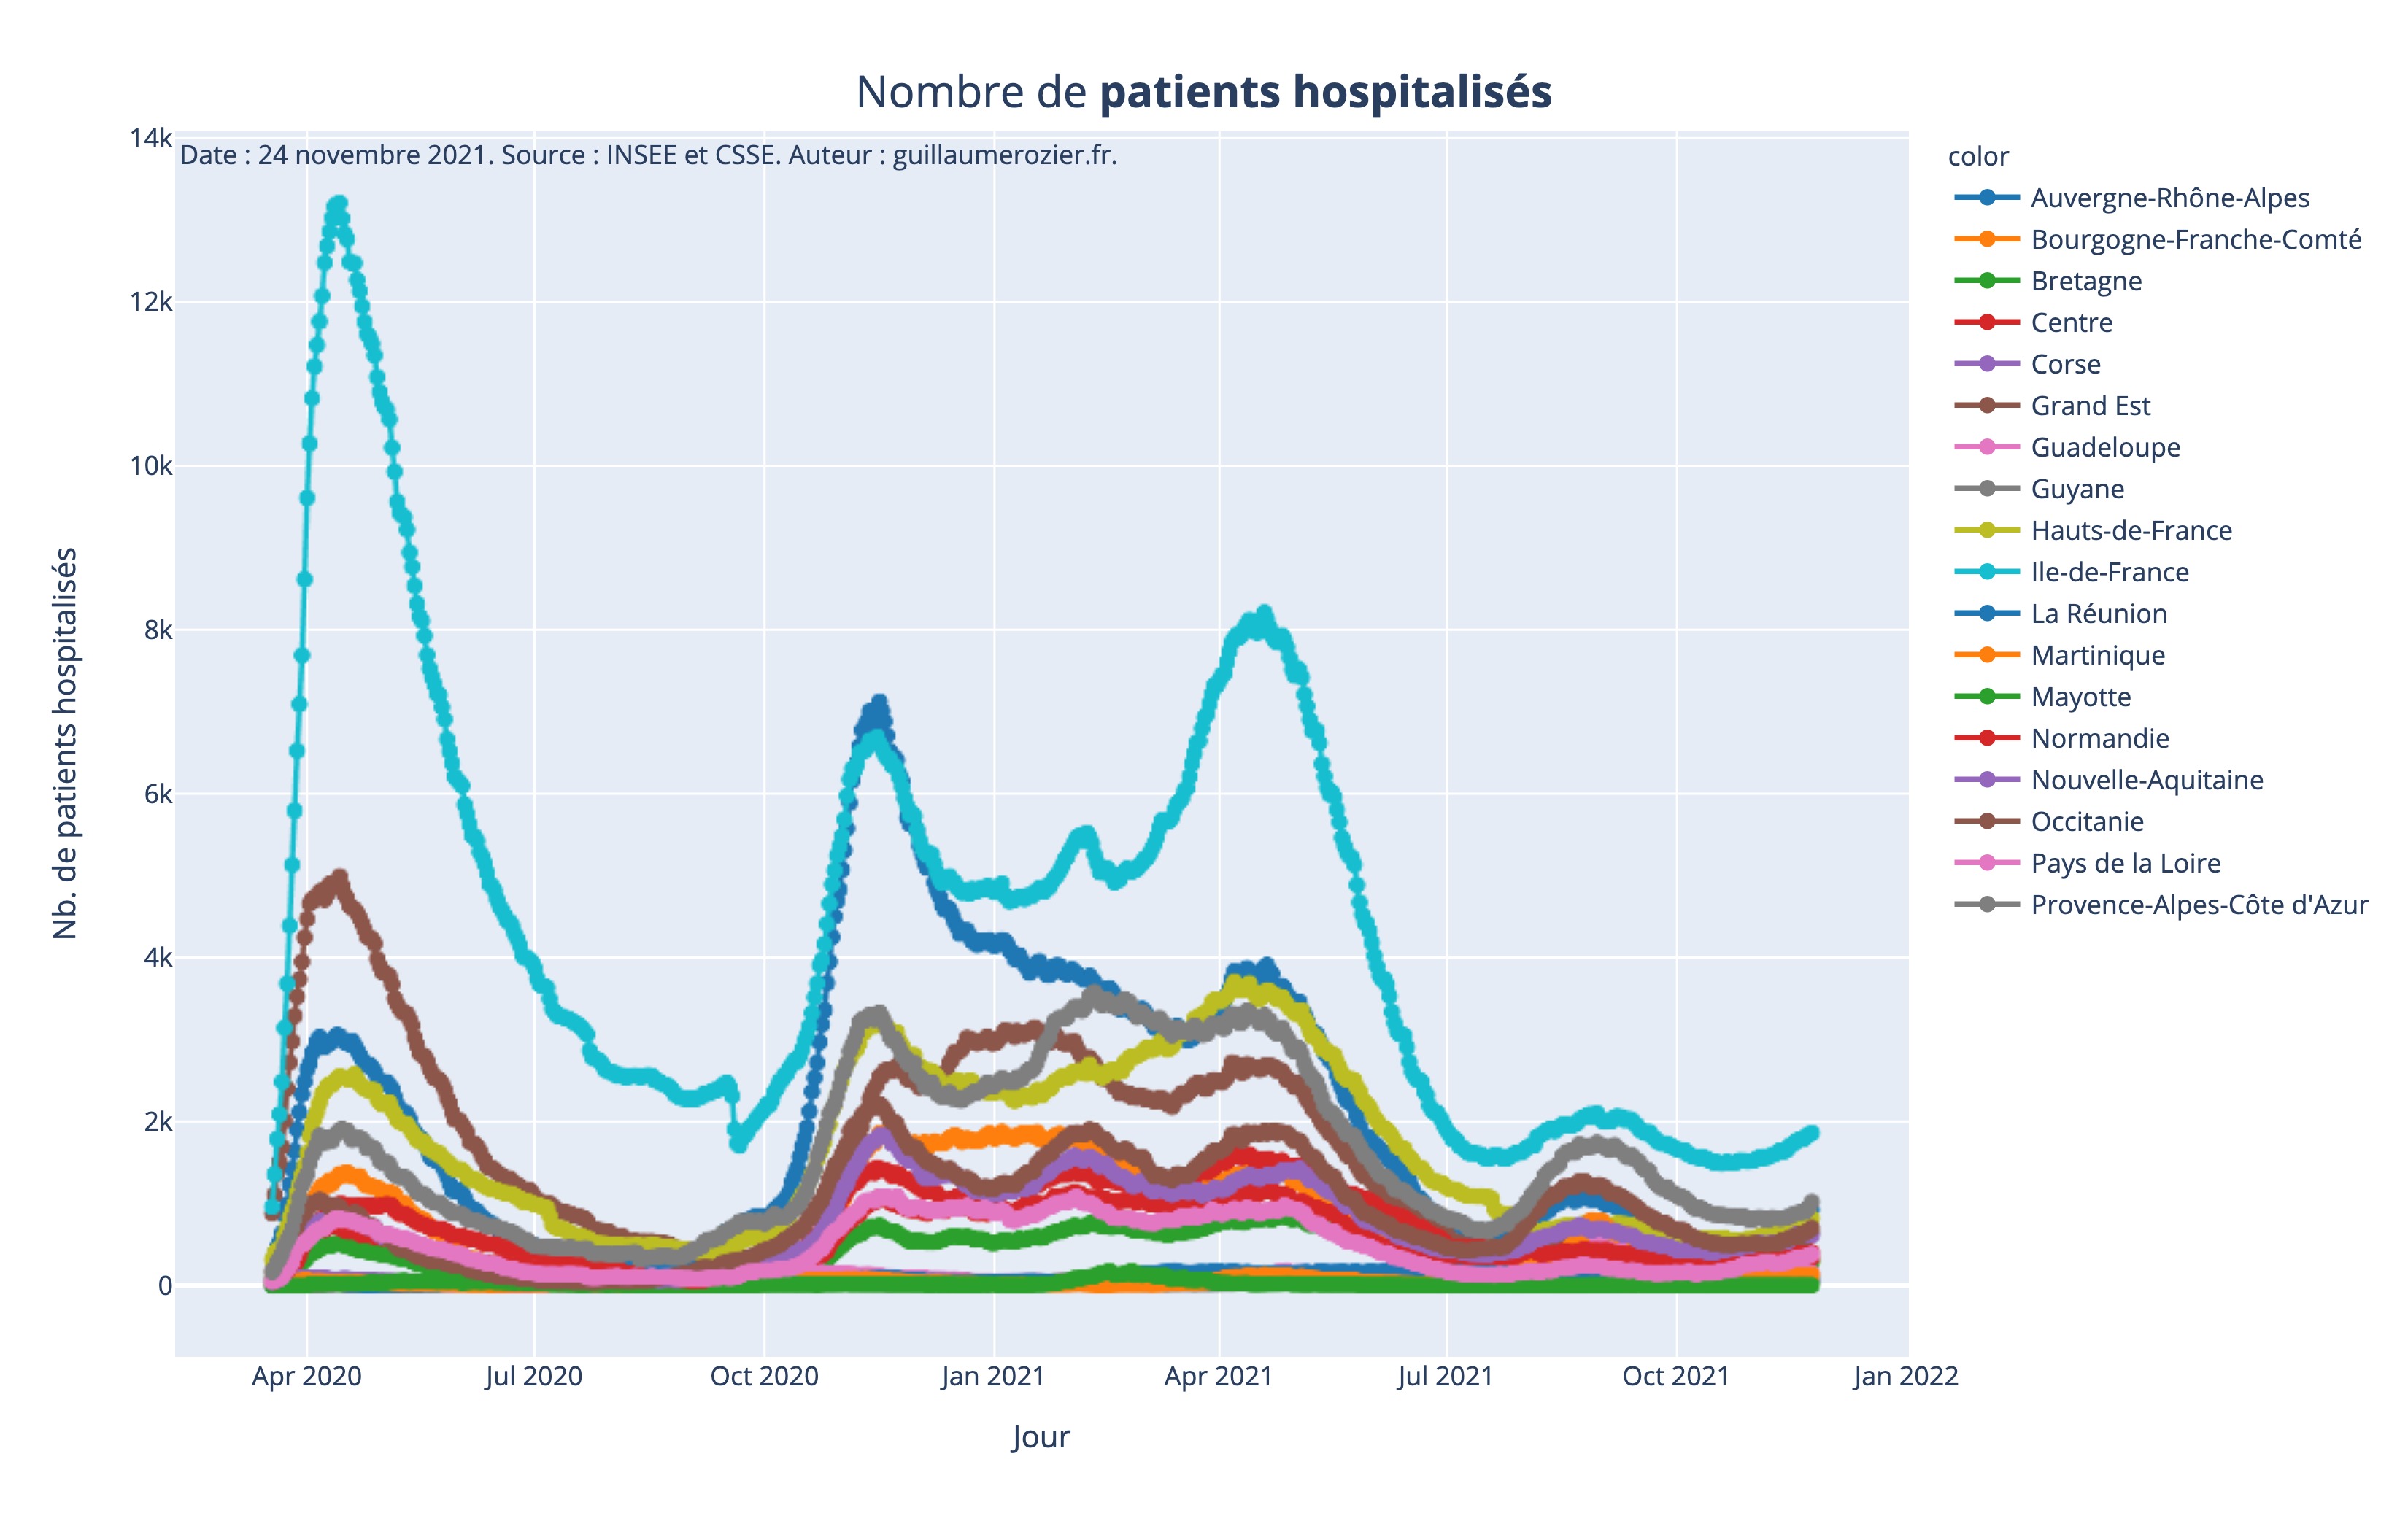 Nombre de patients hospitalisés
Date : 24 novembre 2021. Source : INSEE et CSSE. Auteur : guillaumerozier.fr.
14k
12k
10k
8k
6k
4k
2k
0
Nb. de patients hospitalisés
Apr 2020
Jul 2020
Oct 2020
Jan 2021
Apr 2021
Jul 2021
Oct 2021
Jan 2022
Jour
color
Auvergne-Rhône-Alpes
Bourgogne-Franche-Comté
Bretagne
Centre
Corse
Grand Est
Guadeloupe
Guyane
Hauts-de-France
Ile-de-France
La Réunion
Martinique
Mayotte
Normandie
Nouvelle-Aquitaine
Occitanie
Pays de la Loire
Provence-Alpes-Côte d'Azur